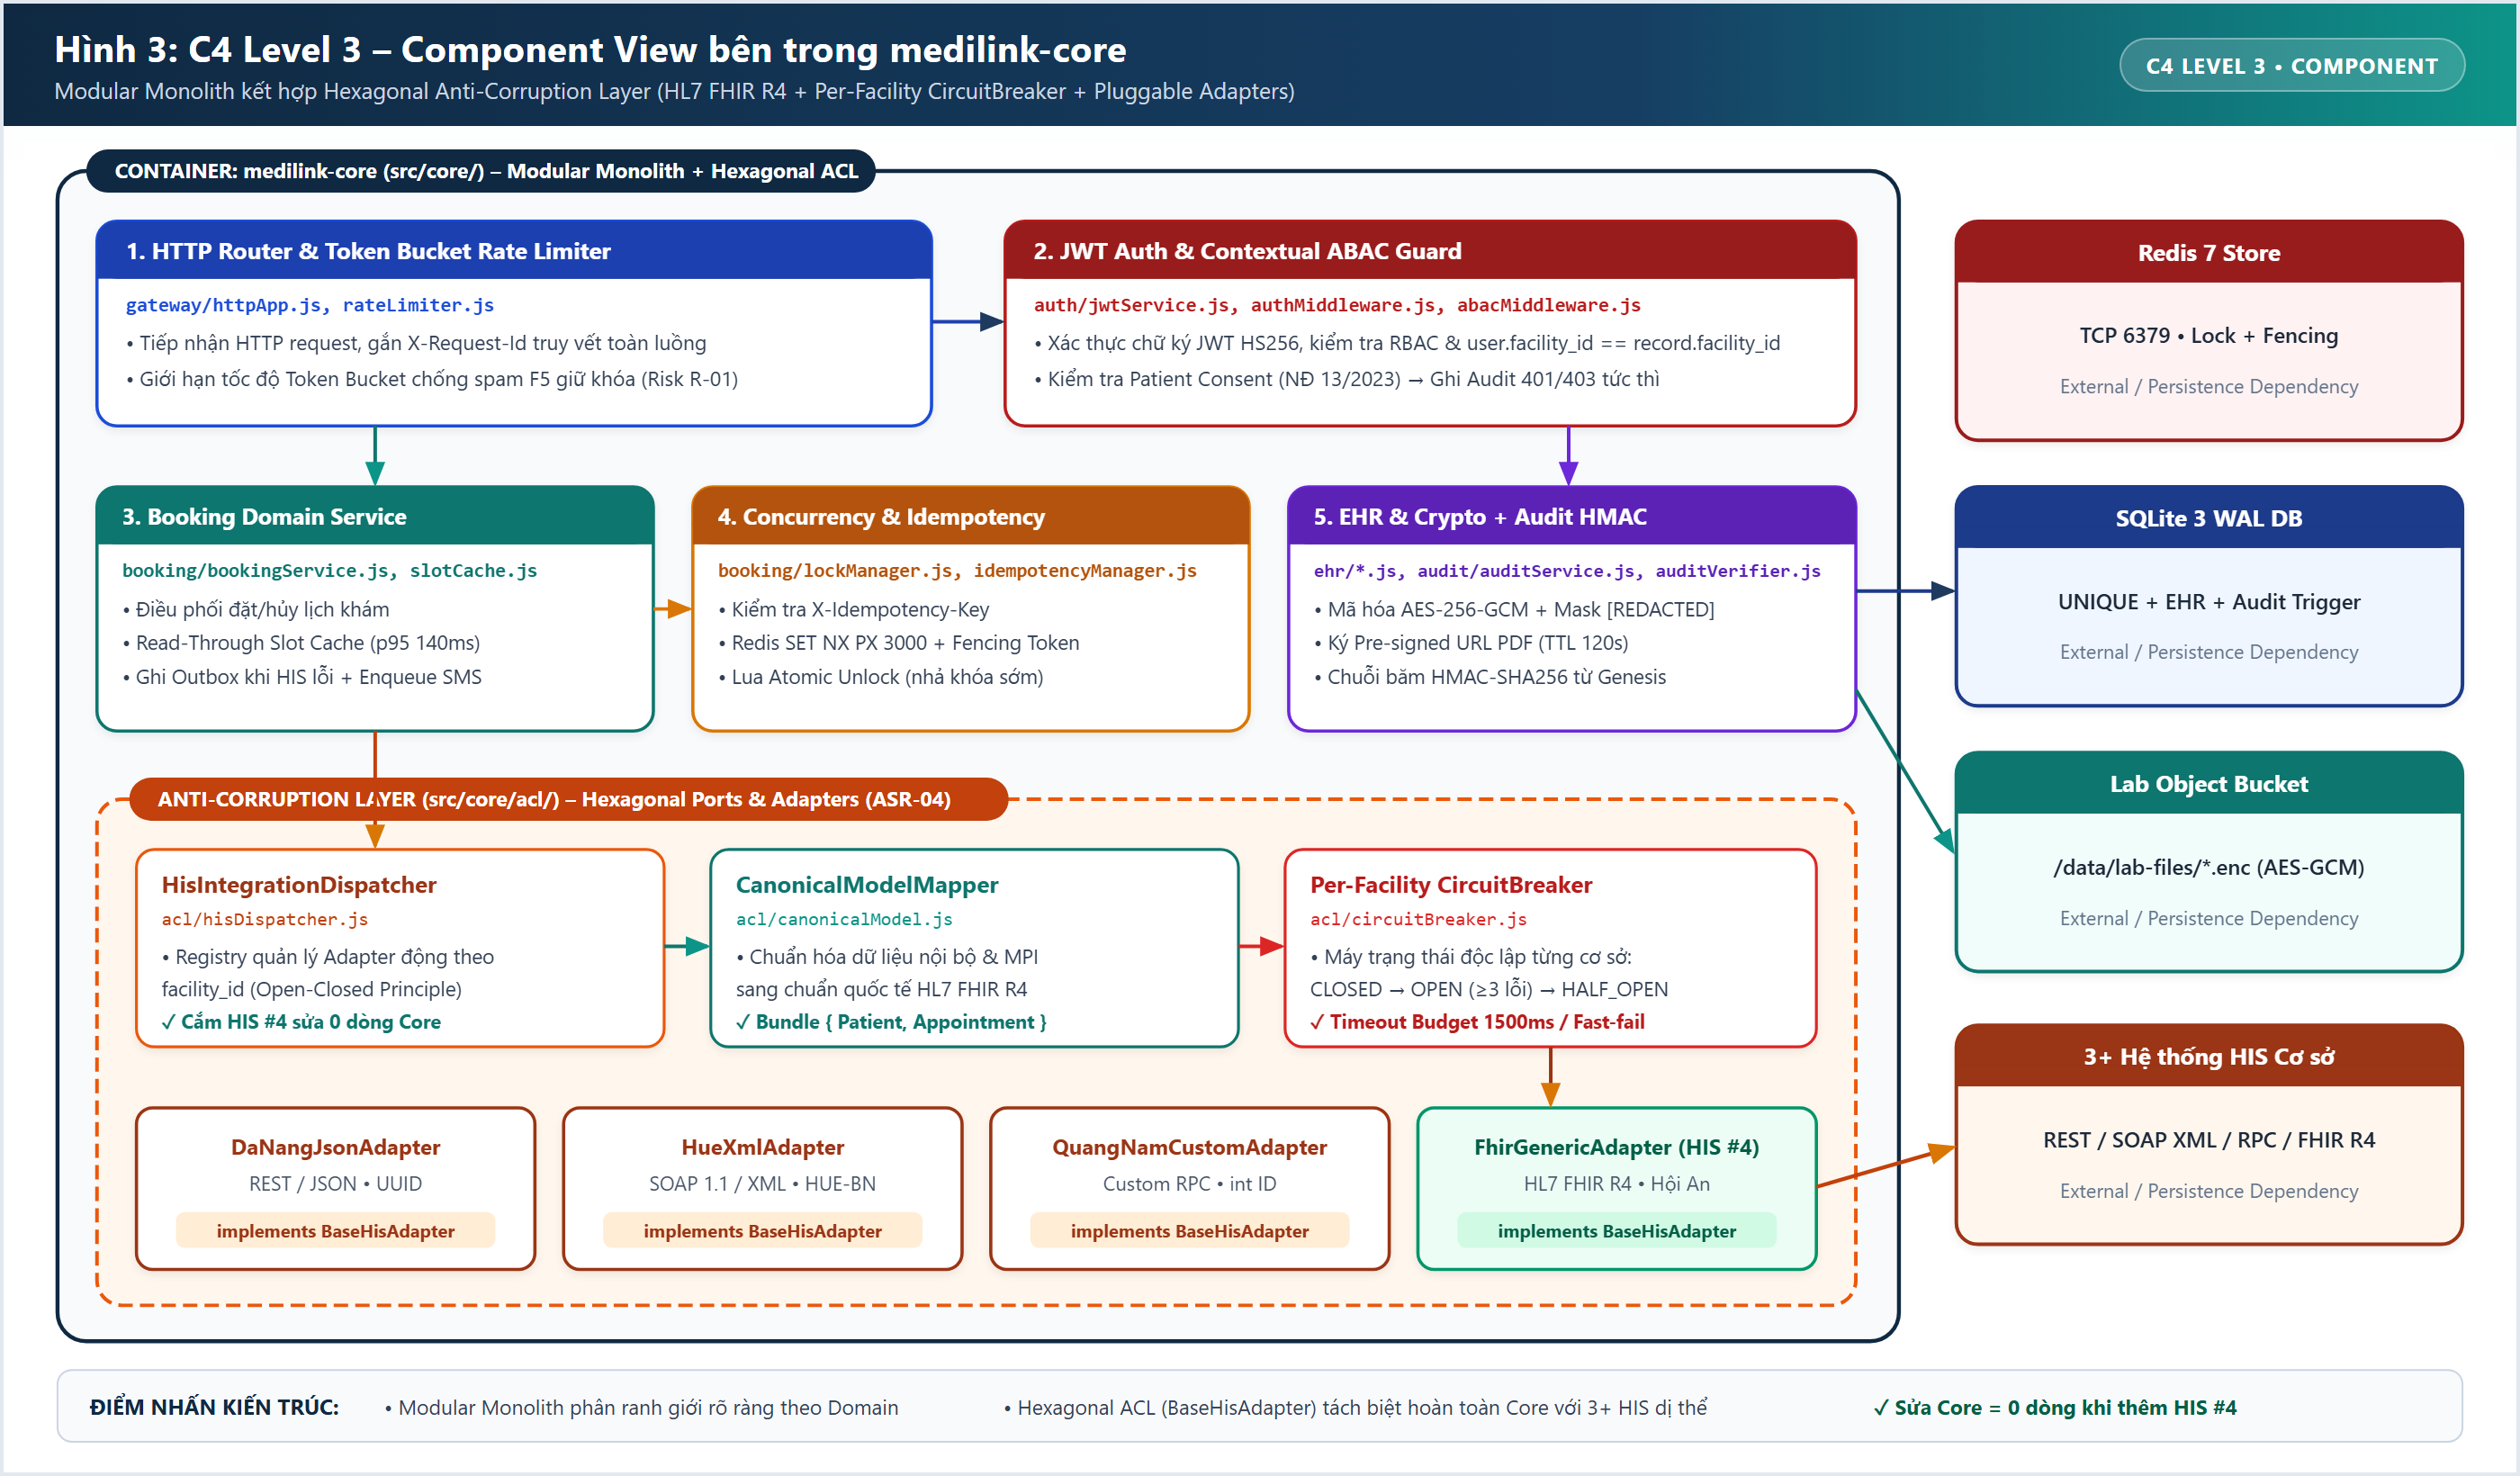 Hình 3: C4 Level 3 – Component View bên trong medilink-core
Modular Monolith kết hợp Hexagonal Anti-Corruption Layer (HL7 FHIR R4 + Per-Facility CircuitBreaker + Pluggable Adapters)
C4 LEVEL 3 • COMPONENT
CONTAINER: medilink-core (src/core/) – Modular Monolith + Hexagonal ACL
1. HTTP Router & Token Bucket Rate Limiter
gateway/httpApp.js, rateLimiter.js
• Tiếp nhận HTTP request, gắn X-Request-Id truy vết toàn luồng
• Giới hạn tốc độ Token Bucket chống spam F5 giữ khóa (Risk R-01)
2. JWT Auth & Contextual ABAC Guard
auth/jwtService.js, authMiddleware.js, abacMiddleware.js
• Xác thực chữ ký JWT HS256, kiểm tra RBAC & user.facility_id == record.facility_id
• Kiểm tra Patient Consent (NĐ 13/2023) → Ghi Audit 401/403 tức thì
Redis 7 Store
TCP 6379 • Lock + Fencing
External / Persistence Dependency
3. Booking Domain Service
booking/bookingService.js, slotCache.js
• Điều phối đặt/hủy lịch khám
• Read-Through Slot Cache (p95 140ms)
• Ghi Outbox khi HIS lỗi + Enqueue SMS
4. Concurrency & Idempotency
booking/lockManager.js, idempotencyManager.js
• Kiểm tra X-Idempotency-Key
• Redis SET NX PX 3000 + Fencing Token
• Lua Atomic Unlock (nhả khóa sớm)
5. EHR & Crypto + Audit HMAC
ehr/*.js, audit/auditService.js, auditVerifier.js
• Mã hóa AES-256-GCM + Mask [REDACTED]
• Ký Pre-signed URL PDF (TTL 120s)
• Chuỗi băm HMAC-SHA256 từ Genesis
SQLite 3 WAL DB
UNIQUE + EHR + Audit Trigger
External / Persistence Dependency
Lab Object Bucket
/data/lab-files/*.enc (AES-GCM)
External / Persistence Dependency
ANTI-CORRUPTION LAYER (src/core/acl/) – Hexagonal Ports & Adapters (ASR-04)
HisIntegrationDispatcher
acl/hisDispatcher.js
• Registry quản lý Adapter động theo
facility_id (Open-Closed Principle)
✓ Cắm HIS #4 sửa 0 dòng Core
CanonicalModelMapper
acl/canonicalModel.js
• Chuẩn hóa dữ liệu nội bộ & MPI
sang chuẩn quốc tế HL7 FHIR R4
✓ Bundle { Patient, Appointment }
Per-Facility CircuitBreaker
acl/circuitBreaker.js
• Máy trạng thái độc lập từng cơ sở:
CLOSED → OPEN (≥3 lỗi) → HALF_OPEN
✓ Timeout Budget 1500ms / Fast-fail
DaNangJsonAdapter
REST / JSON • UUID
implements BaseHisAdapter
HueXmlAdapter
SOAP 1.1 / XML • HUE-BN
implements BaseHisAdapter
QuangNamCustomAdapter
Custom RPC • int ID
implements BaseHisAdapter
FhirGenericAdapter (HIS #4)
HL7 FHIR R4 • Hội An
implements BaseHisAdapter
3+ Hệ thống HIS Cơ sở
REST / SOAP XML / RPC / FHIR R4
External / Persistence Dependency
ĐIỂM NHẤN KIẾN TRÚC:
• Modular Monolith phân ranh giới rõ ràng theo Domain
• Hexagonal ACL (BaseHisAdapter) tách biệt hoàn toàn Core với 3+ HIS dị thể
✓ Sửa Core = 0 dòng khi thêm HIS #4